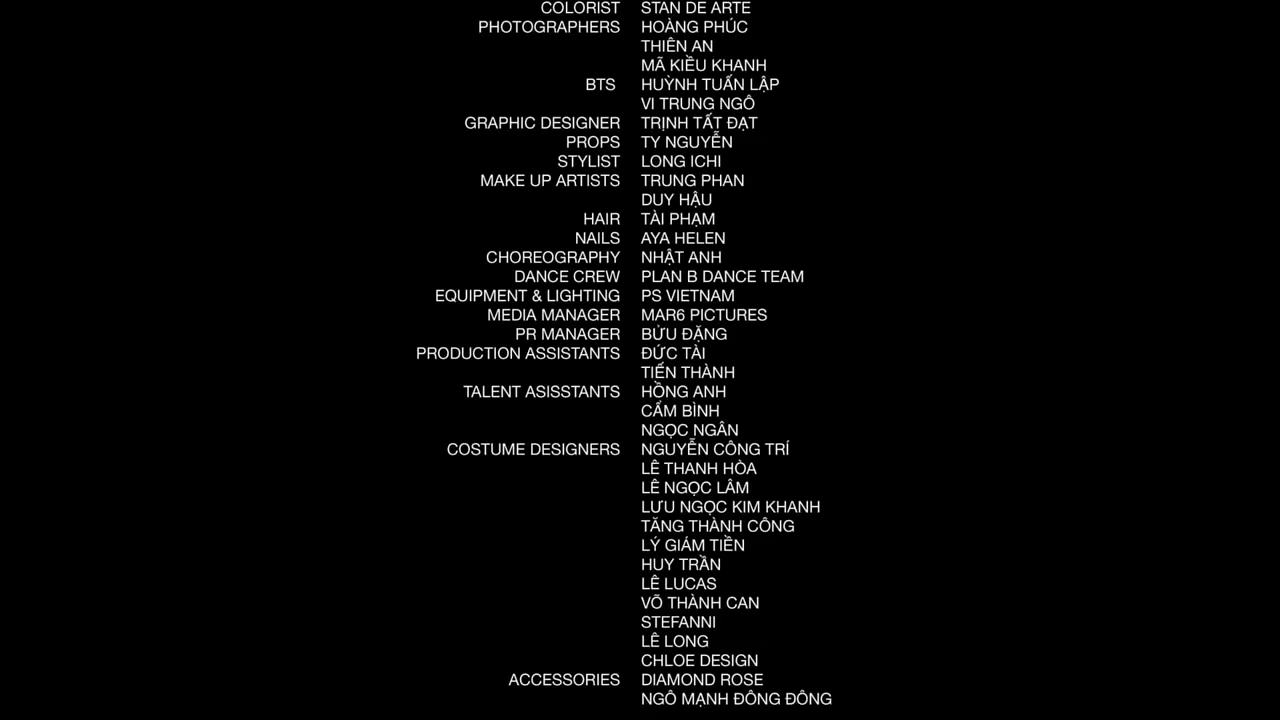 COLORIST STAN DE ARTE
PHOTOGRAPHERS HOÀNG PHÚC
THIÊN AN
MÃ KIỀU KHANH
BTS HUỲNH TUẤN LẬP
VI TRUNG NGÔ
GRAPHIC DESIGNER TRỊNH TẤT ĐẠT
PROPS TY NGUYỄN
STYLIST LONG ICHI
MAKE UP ARTISTS TRUNG PHAN
DUY HẬU
HAIR TÀI PHẠM
NAILS AYA HELEN
CHOREOGRAPHY NHẬT ANH
DANCE CREW PLAN B DANCE TEAM
EQUIPMENT & LIGHTING PS VIETNAM
MEDIA MANAGER MAR6 PICTURES
PR MANAGER BỬU ĐẶNG
PRODUCTION ASSISTANTS ĐỨC TÀI
TIẾN THÀNH
TALENT ASISSTANTS HỒNG ANH
CẨM BÌNH
NGỌC NGÂN
COSTUME DESIGNERS NGUYỄN CÔNG TRÍ
LÊ THANH HÒA
LÊ NGỌC LÂM
LƯU NGỌC KIM KHANH
TĂNG THÀNH CÔNG
LÝ GIÁM TIỀN
HUY TRẦN
LÊ LUCAS
VÕ THÀNH CAN
STEFANNI
LÊ LONG
CHLOE DESIGN
ACCESSORIES DIAMOND ROSE
NGÔ MẠNH ĐÔNG ĐÔNG